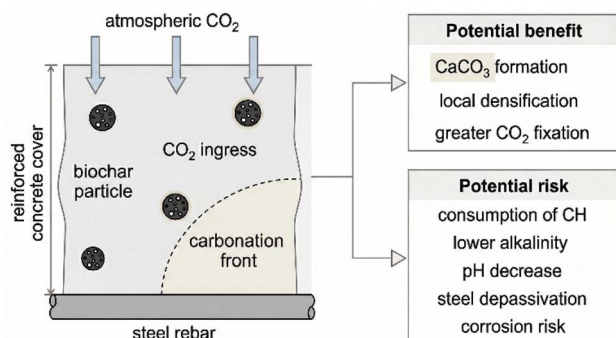 atmospheric CO₂
reinforced
concrete cover
biochar
particle
CO₂ ingress
carbonation
front
steel rebar
Potential benefit
CaCO₃ formation
local densification
greater CO₂ fixation
Potential risk
consumption of CH
lower alkalinity
pH decrease
steel depassivation
corrosion risk